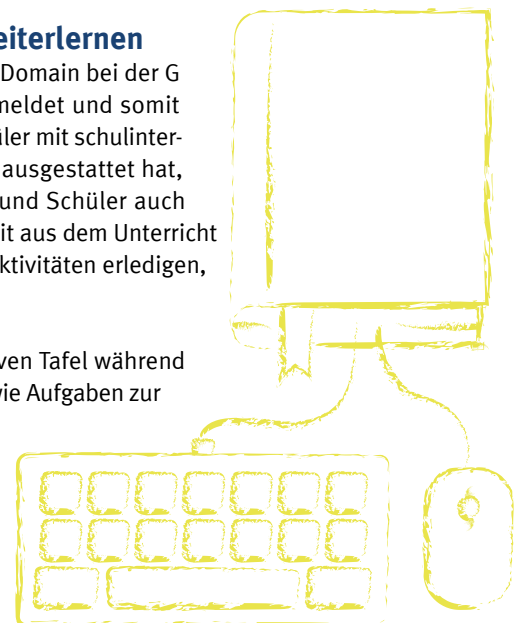 eiterlernen
Domain bei der G
meldet und somit
üler mit schulinter-
ausgestattet hat,
und Schüler auch
it aus dem Unterricht
ktivitäten erledigen,
ven Tafel während
wie Aufgaben zur